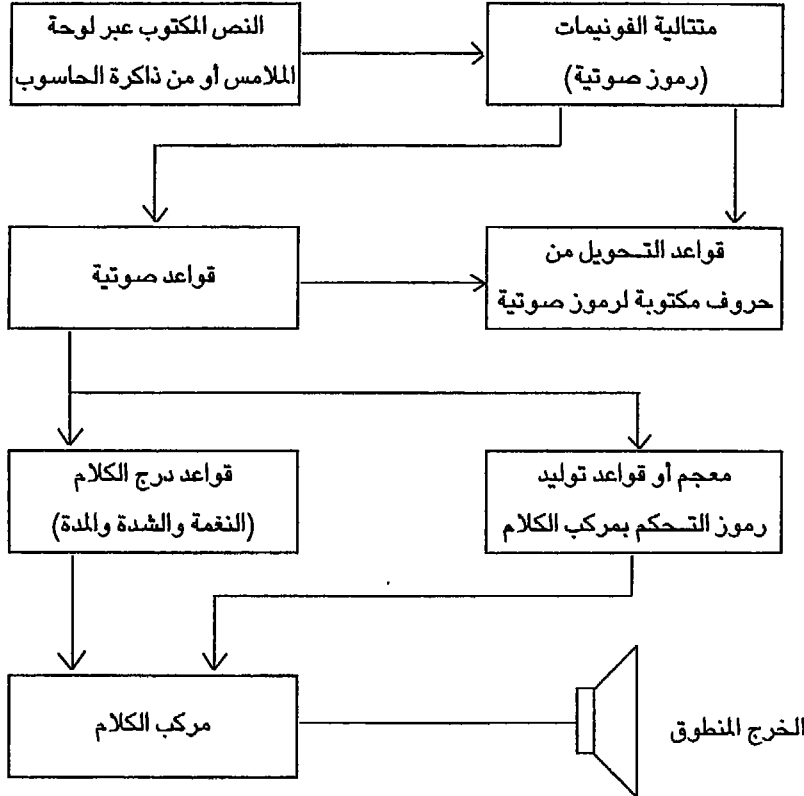 النص المكتوب عبر لوحة
الملامس أو من ذاكرة الحاسوب
متتالية الفونيمات
(رموز صوتية)
قواعد صوتية
قواعد التحويل من
حروف مكتوبة لرموز صوتية
قواعد درج الكلام
(النغمة والشدة والمدة)
معجم أو قواعد توليد
رموز التحكم بمركب الكلام
مركب الكلام
الخرج المنطوق